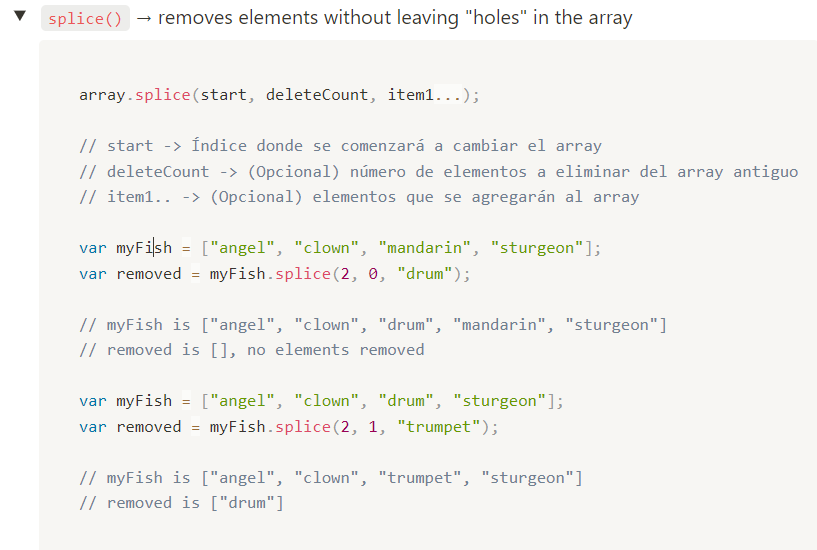 ▼ splice() → removes elements without leaving "holes" in the array
array.splice(start, deleteCount, item1...);
// start -> Índice donde se comenzará a cambiar el array
// deleteCount -> (Opcional) número de elementos a eliminar del array antiguo
// item1.. -> (Opcional) elementos que se agregarán al array
var myFish = ["angel", "clown", "mandarin", "sturgeon"];
var removed = myFish.splice(2, 0, "drum");
// myFish is ["angel", "clown", "drum", "mandarin", "sturgeon"]
// removed is [], no elements removed
var myFish = ["angel", "clown", "drum", "sturgeon"];
var removed = myFish.splice(2, 1, "trumpet");
// myFish is ["angel", "clown", "trumpet", "sturgeon"]
// removed is ["drum"]